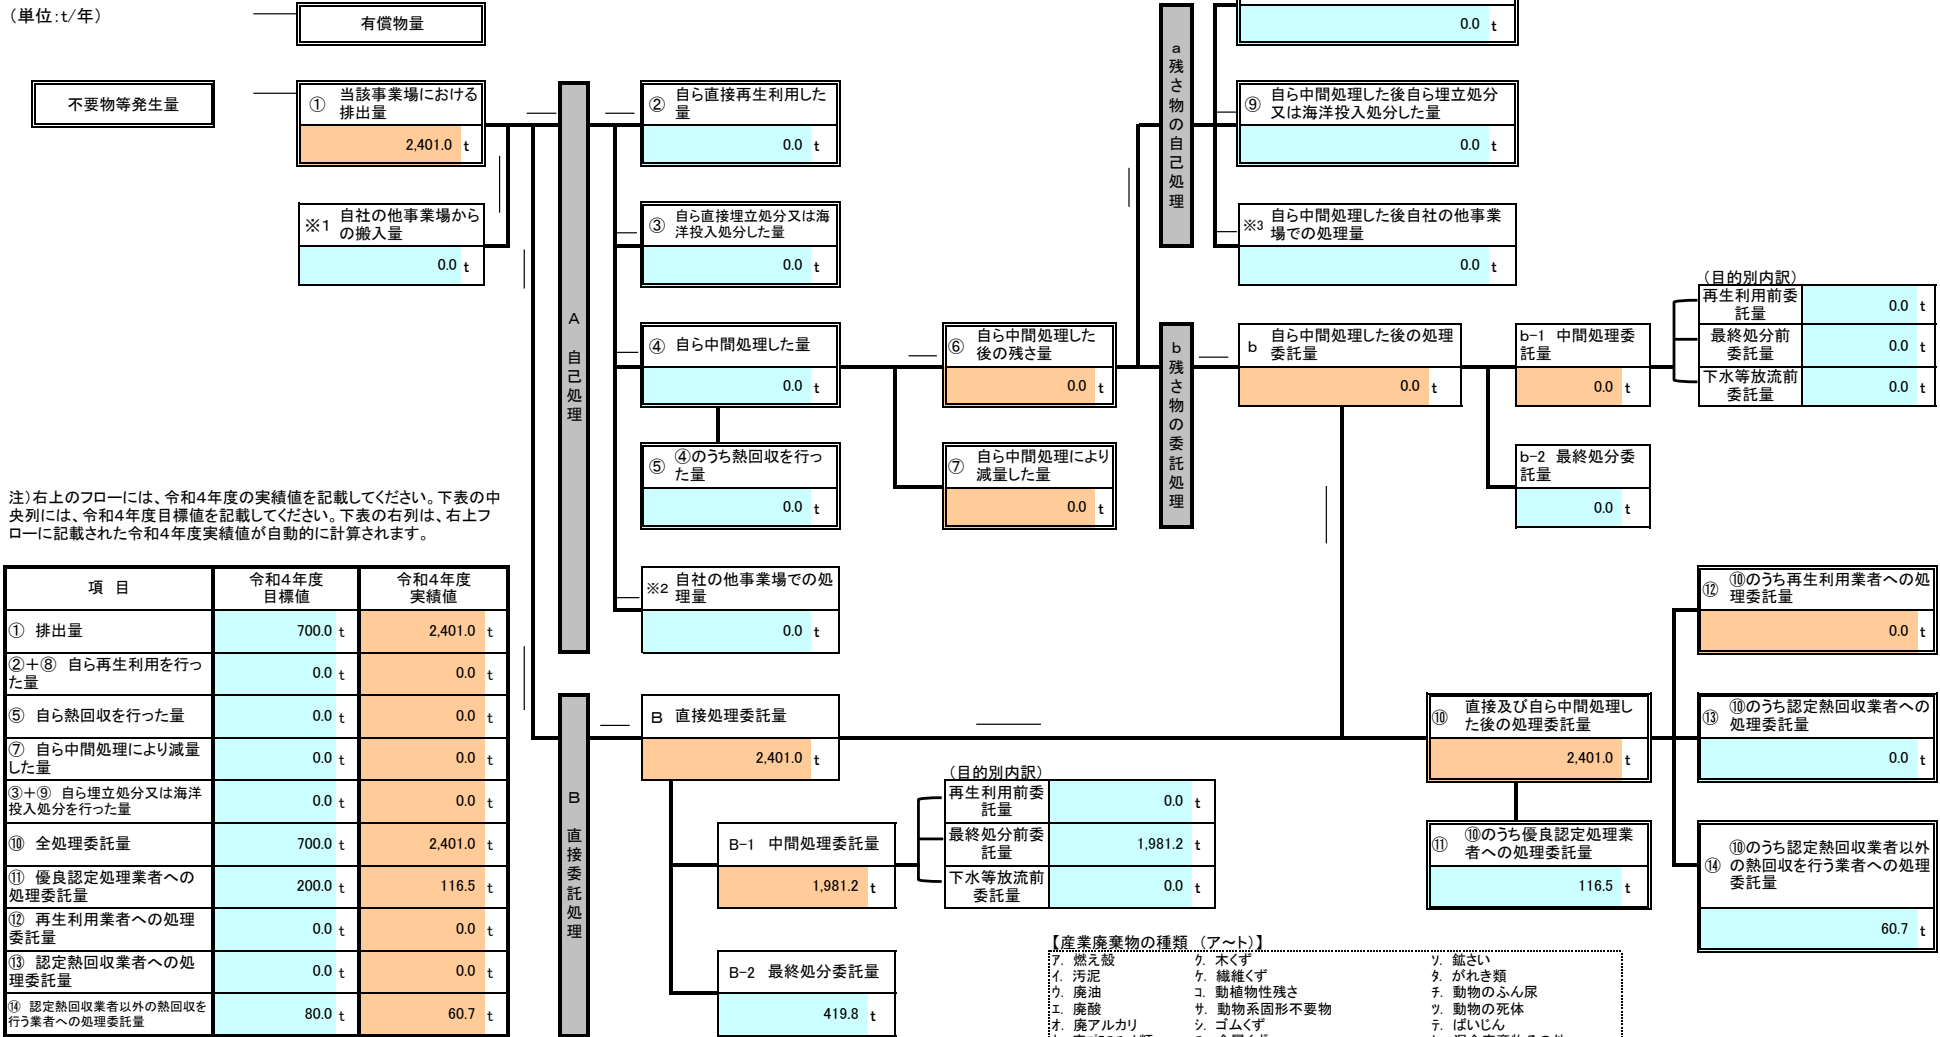 (単位:t/年)
有償物量
0.0 t
不要物等発生量
① 当該事業場における
排出量
2,401.0 t
※1 自社の他事業場から
の搬入量
0.0 t
A 自己処理
② 自ら直接再生利用した
量
0.0 t
③ 自ら直接埋立処分又は海
洋投入処分した量
0.0 t
④ 自ら中間処理した量
0.0 t
⑤ ④のうち熱回収を行っ
た量
0.0 t
※2 自社の他事業場での処
理量
0.0 t
⑥ 自ら中間処理した
後の残さ量
0.0 t
⑦ 自ら中間処理により
減量した量
0.0 t
a 残さ物の自己処理
⑨ 自ら中間処理した後自ら埋立処分
又は海洋投入処分した量
0.0 t
※3 自ら中間処理した後自社の他事業
場での処理量
0.0 t
b 残さ物の委託処理
b 自ら中間処理した後の処理
委託量
0.0 t
b-1 中間処理委
託量
0.0 t
b-2 最終処分委
託量
0.0 t
(目的別内訳)
再生利用前委
託量
0.0 t
最終処分前
委託量
0.0 t
下水等放流前
委託量
0.0 t
注)右上のフローには、令和4年度の実績値を記載してください。下表の中
央列には、令和4年度目標値を記載してください。下表の右列は、右上フ
ローに記載された令和4年度実績値が自動的に計算されます。
項 目 令和4年度 目標値 令和4年度 実績値
① 排出量 700.0 t 2,401.0 t
②+⑧ 自ら再生利用を行っ
た量 0.0 t 0.0 t
⑤ 自ら熱回収を行った量 0.0 t 0.0 t
⑦ 自ら中間処理により減量
した量 0.0 t 0.0 t
③+⑨ 自ら埋立処分又は海洋
投入処分を行った量 0.0 t 0.0 t
⑩ 全処理委託量 700.0 t 2,401.0 t
⑪ 優良認定処理業者への
処理委託量 200.0 t 116.5 t
⑫ 再生利用業者への処理
委託量 0.0 t 0.0 t
⑬ 認定熱回収業者への処
理委託量 0.0 t 0.0 t
⑭ 認定熱回収業者以外の熱回収を
行う業者への処理委託量 80.0 t 60.7 t
B 直接委託処理
B 直接処理委託量
2,401.0 t
B-1 中間処理委託量
1,981.2 t
B-2 最終処分委託量
419.8 t
(目的別内訳)
再生利用前委
託量
0.0 t
最終処分前委
託量
1,981.2 t
下水等放流前
委託量
0.0 t
⑩ 直接及び自ら中間処理し
た後の処理委託量
2,401.0 t
⑪ ⑩のうち優良認定処理業
者への処理委託量
116.5 t
⑫ ⑩のうち再生利用業者への処
理委託量
0.0 t
⑬ ⑩のうち認定熱回収業者への
処理委託量
0.0 t
⑭ ⑩のうち認定熱回収業者以外
の熱回収を行う業者への処理
委託量
60.7 t
【産業廃棄物の種類 (ア～ト)】
ア. 燃え殻 ク. 木くず ソ. 鉱さい
イ. 汚泥 ケ. 繊維くず タ. がれき類
ウ. 廃油 コ. 動植物性残さ チ. 動物のふん尿
エ. 廃酸 サ. 動物系固形不要物 ツ. 動物の死体
オ. 廃アルカリ シ. ゴムくず テ. ばいじん